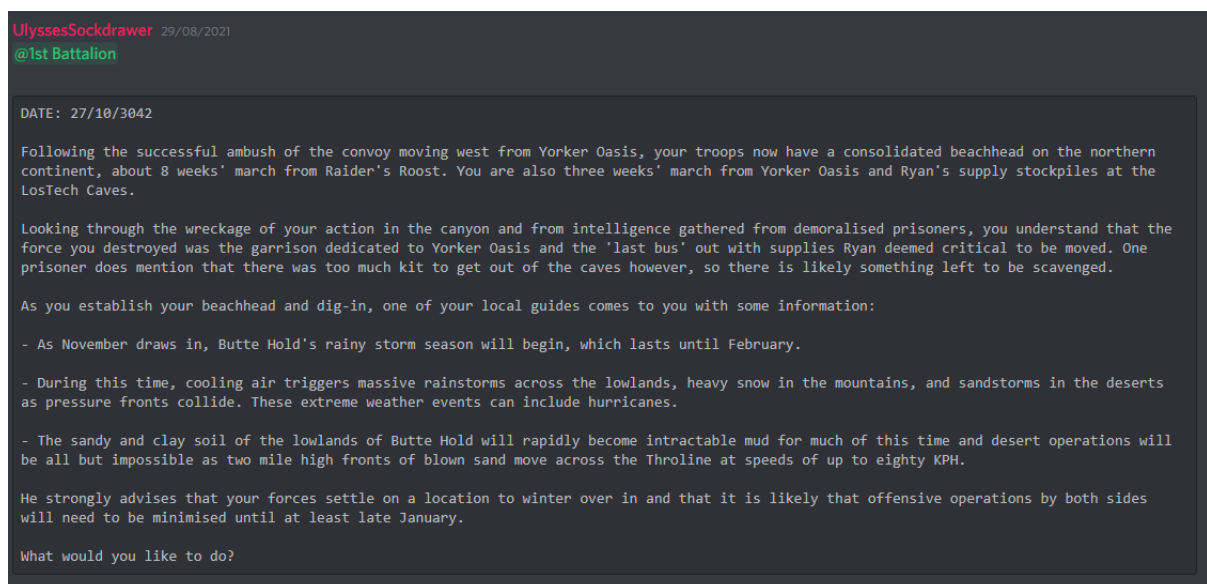 UlyssesSockdrawer 29/08/2021
@1st Battalion
DATE: 27/10/3042
Following the successful ambush of the convoy moving west from Yorker Oasis, your troops now have a consolidated beachhead on the northern
continent, about 8 weeks' march from Raider's Roost. You are also three weeks' march from Yorker Oasis and Ryan's supply stockpiles at the
LosTech Caves.
Looking through the wreckage of your action in the canyon and from intelligence gathered from demoralised prisoners, you understand that the
force you destroyed was the garrison dedicated to Yorker Oasis and the 'last bus' out with supplies Ryan deemed critical to be moved. One
prisoner does mention that there was too much kit to get out of the caves however, so there is likely something left to be scavenged.
As you establish your beachhead and dig-in, one of your local guides comes to you with some information:
- As November draws in, Butte Hold's rainy storm season will begin, which lasts until February.
- During this time, cooling air triggers massive rainstorms across the lowlands, heavy snow in the mountains, and sandstorms in the deserts
as pressure fronts collide. These extreme weather events can include hurricanes.
- The sandy and clay soil of the lowlands of Butte Hold will rapidly become intractable mud for much of this time and desert operations will
be all but impossible as two mile high fronts of blown sand move across the Throline at speeds of up to eighty KPH.
He strongly advises that your forces settle on a location to winter over in and that it is likely that offensive operations by both sides
will need to be minimised until at least late January.
What would you like to do?